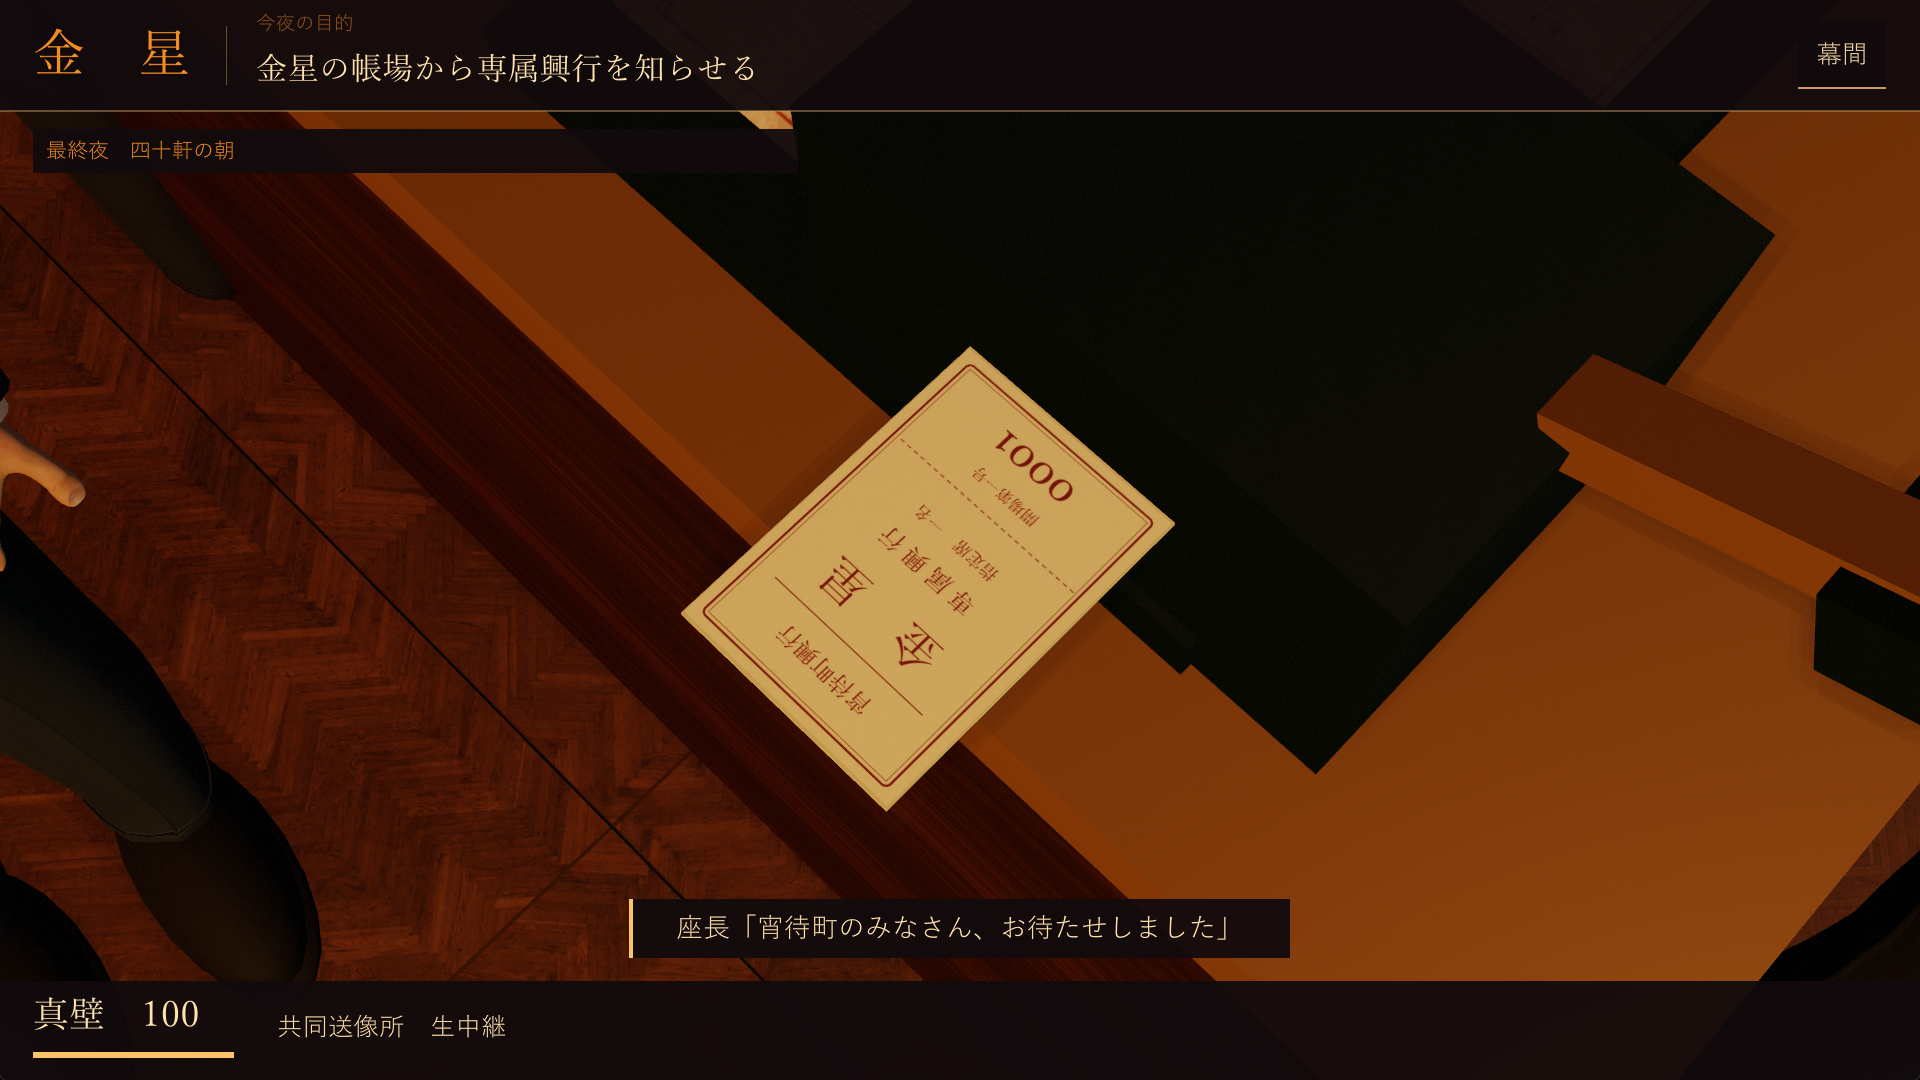 金 星
今夜の目的
金星の帳場から専属興行を知らせる
幕間
最終夜 四十軒の朝
宵待町興行
金星
専属興行
指定席 一名
開場第一号
0001
座長「宵待町のみなさん、お待たせしました」
真壁 100
共同送像所 生中継